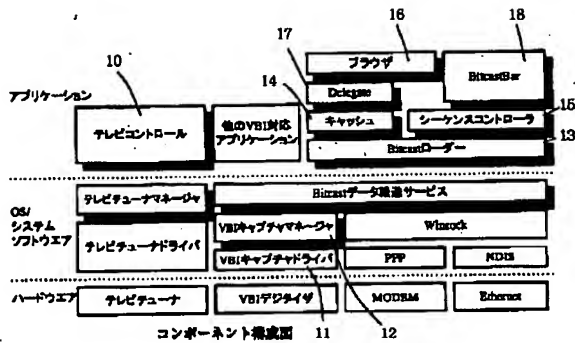 16
18
17
ブラウザ
10
14
Delegate
BitcastBar
アプリケーション
15
キャッシュ
シーケンスコントローラ
テレビコントロール
他のVBI対応
アプリケーション
13
Bitcastローダー
テレビチューナマネージャ
Bitcastデータ放送サービス
OS/
システム
ソフトウエア
テレビチューナドライバ
VBIキャプチャマネージャ
Winsock
VBIキャプチャドライバ
PPP
NDIS
ハードウエア
テレビチューナ
VBIデジタイザ
MODEM
Ethernet
コンポーネント構成図
11
12